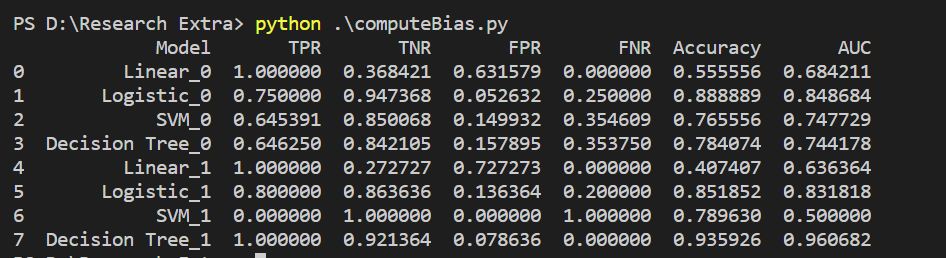 PS D:\Research Extra> python .\computeBias.py
Model TPR TNR FPR FNR Accuracy AUC
0 Linear_0 1.000000 0.368421 0.631579 0.000000 0.555556 0.684211
1 Logistic_0 0.750000 0.947368 0.052632 0.250000 0.888889 0.848684
2 SVM_0 0.645391 0.850068 0.149932 0.354609 0.765556 0.747729
3 Decision Tree_0 0.646250 0.842105 0.157895 0.353750 0.784074 0.744178
4 Linear_1 1.000000 0.272727 0.727273 0.000000 0.407407 0.636364
5 Logistic_1 0.800000 0.863636 0.136364 0.200000 0.851852 0.831818
6 SVM_1 0.000000 1.000000 0.000000 1.000000 0.789630 0.500000
7 Decision Tree_1 1.000000 0.921364 0.078636 0.000000 0.935926 0.960682